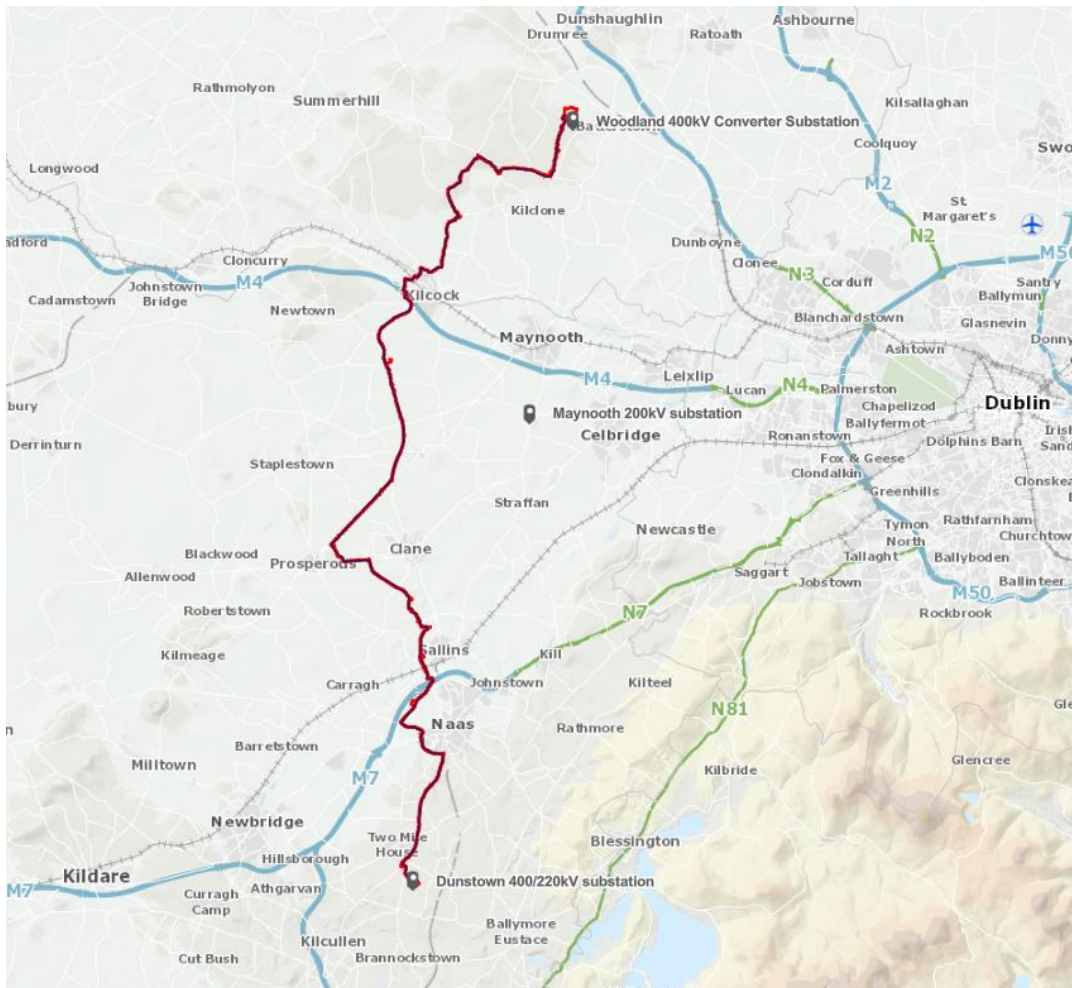 Dunshaughlin
Ashbourne
Drumree
Ratoath
Rathmolyon
Summerhill
Kilsallaghan
Woodland 400kV Converter Substation
Coolquoy
Longwood
M2
St.
Margaret's
Kilclone
N2
Dunboyne
M50
Cloncurry
Clonee
N3
Corduff
Santry
Johnstown
Bridge
M4
Kilcock
Cadamstown
Newtown
Blanchardstown
Glasnevin
Maynooth
Ashtown
Leixlip
M4
Lucan
N4
Palmerston
Dublin
Maynooth 200kV substation
Chapelizod
Ballyfermot
Celbridge
Ronanstown
Dolphins Barn
Derrinturn
Fox & Geese
Staplestown
Clondalkin
Greenhills
Straffan
Newcastle
Tymon
North
Rathfarnham
Blackwood
Clane
Tallaght
Ballyboden
Prosperous
Saggart
Jobstown
Allenwood
M50
Robertstown
N7
Rockbrook
Kilmeage
Sallins
Kill
Carragh
Johnstown
Kilteel
N81
Naas
Rathmore
Barretstown
Milltown
Glencree
M7
Kilbride
Newbridge
Two Mile
House
Blessington
Hillsborough
Kildare
Dunstown 400/220kV substation
M7
Curragh
Camp
Athgarvan
Ballymore
Eustace
Kilcullen
Cut Bush
Brannockstown